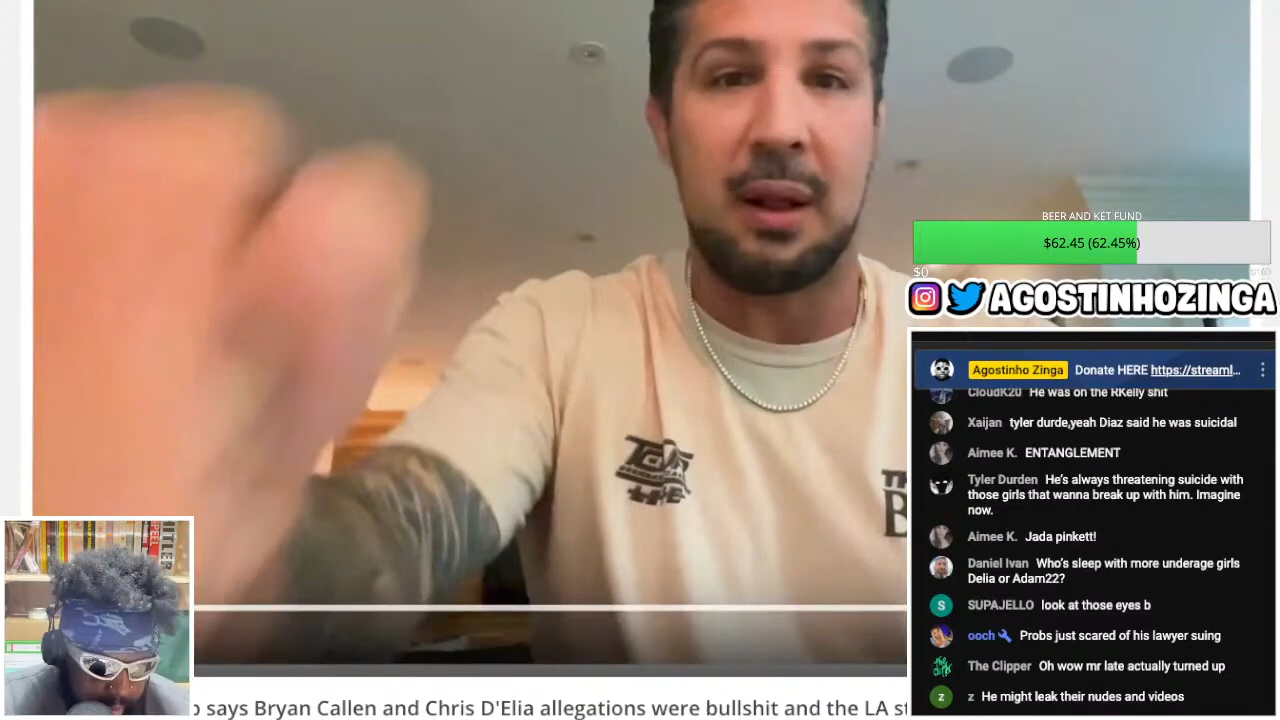 BEER AND KET FUND
$62.45 (62.45%)
$0
AGOSTINHOZINGA
Agostinho Zinga Donate HERE https://streaml...
CloudK20 He was on the RKelly shit
Xaijan tyler durde,yeah Diaz said he was suicidal
Aimee K. ENTANGLEMENT
Tyler Durden He's always threatening suicide with
those girls that wanna break up with him. Imagine
now.
Aimee K. Jada pinkett!
Daniel Ivan Who's sleep with more underage girls
Delia or Adam22?
S SUPAJELLO look at those eyes b
ooch Probs just scared of his lawyer suing
The Clipper Oh wow mr late actually turned up
z z He might leak their nudes and videos
says Bryan Callen and Chris D'Elia allegations were bullshit and the LA